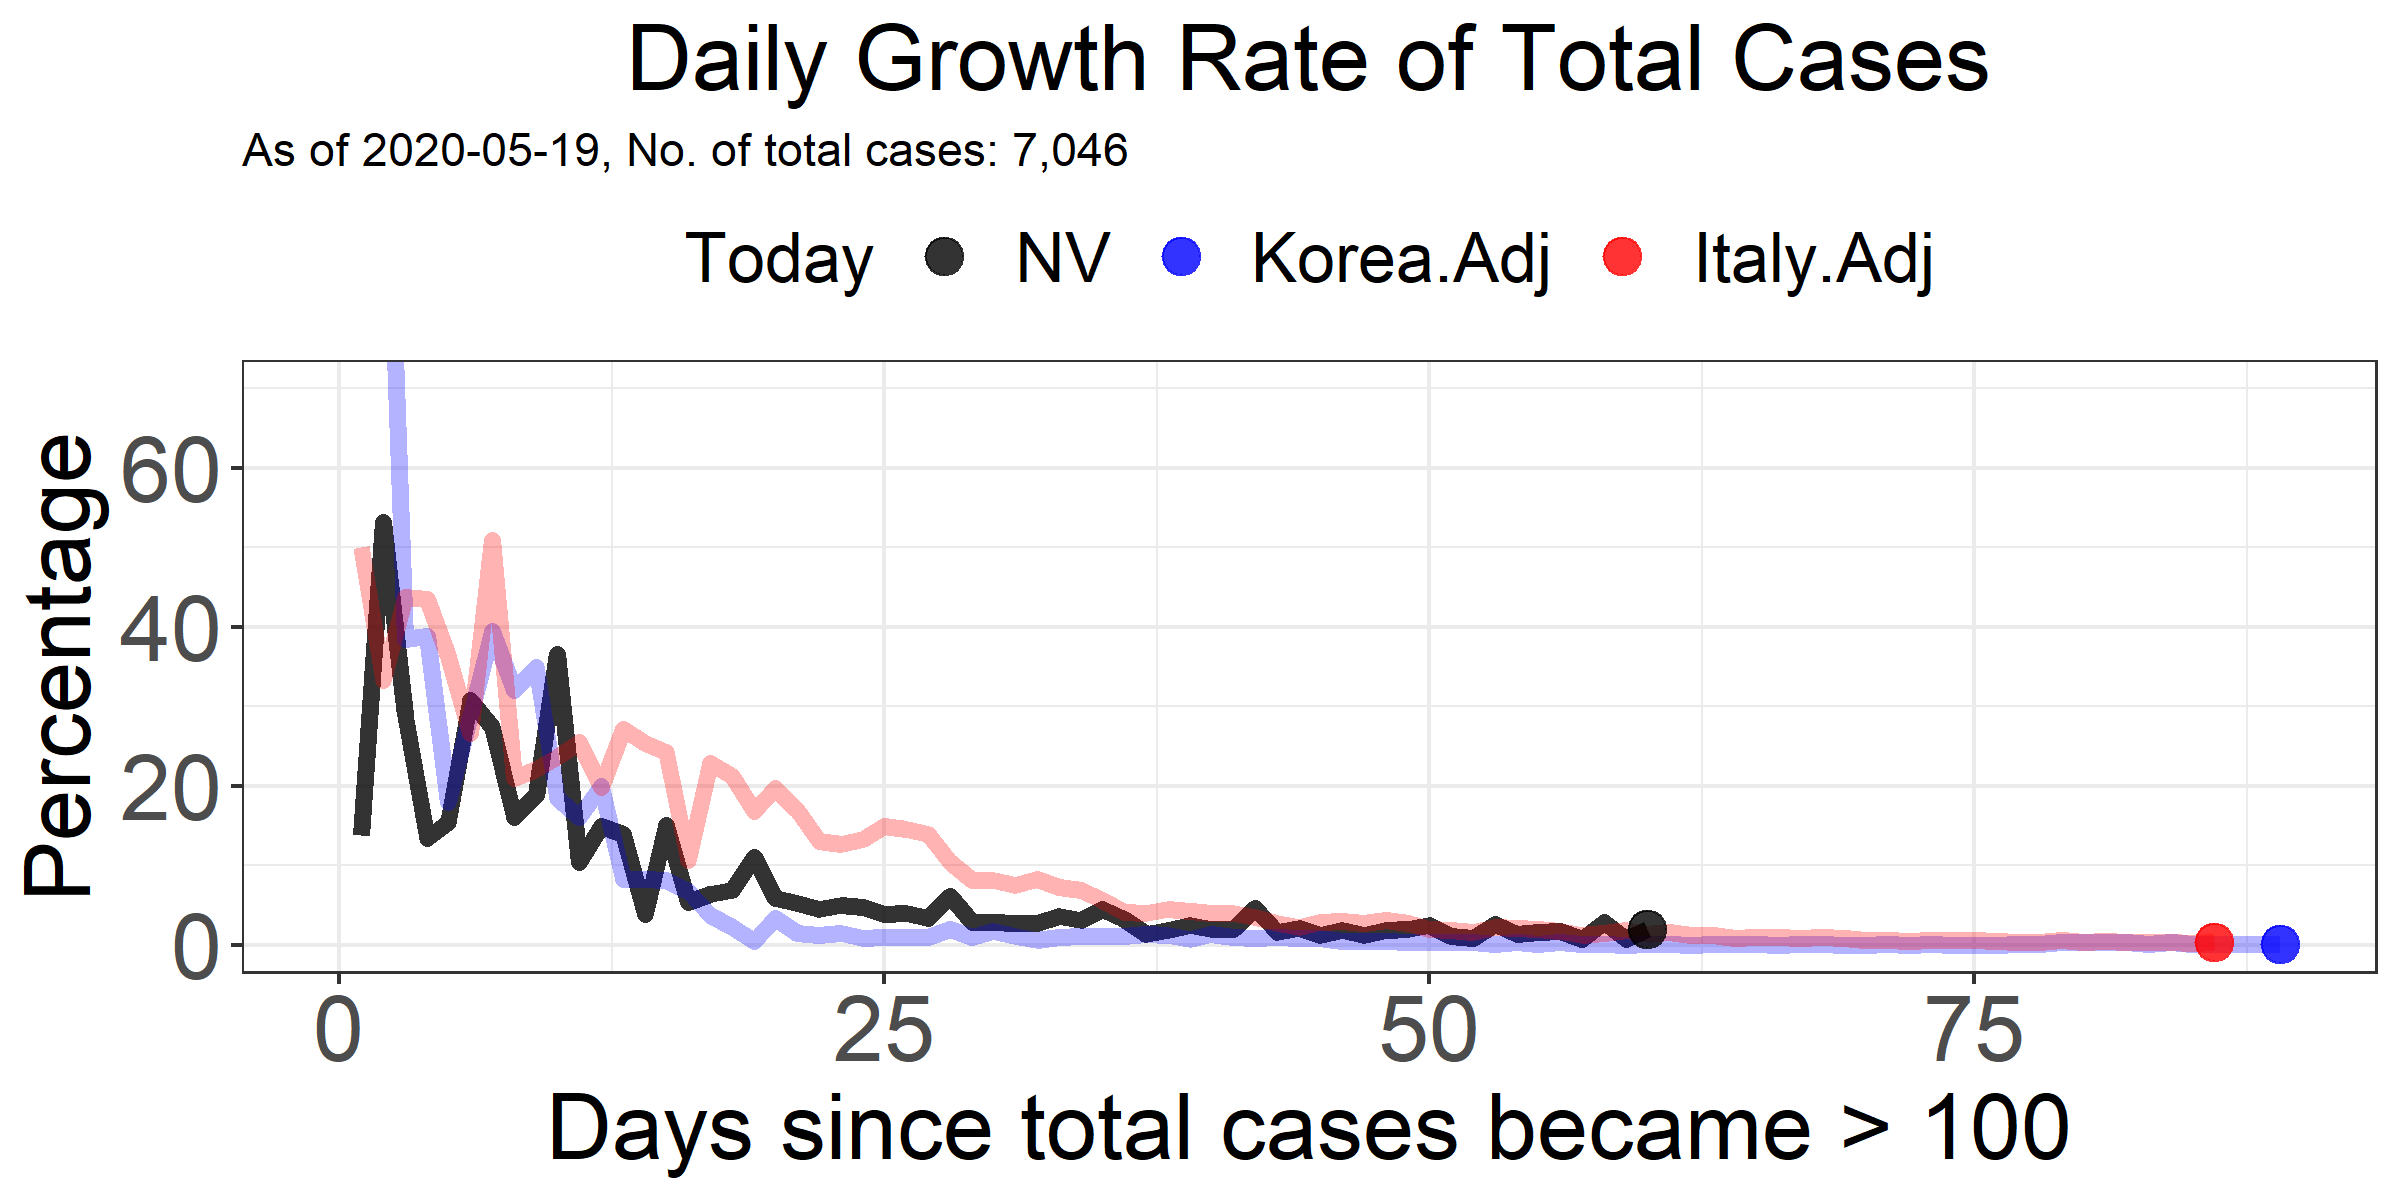 Daily Growth Rate of Total Cases
As of 2020-05-19, No. of total cases: 7,046
Today NV Korea.Adj Italy.Adj
Percentage
60
40
20
0
0 25 50 75
Days since total cases became > 100